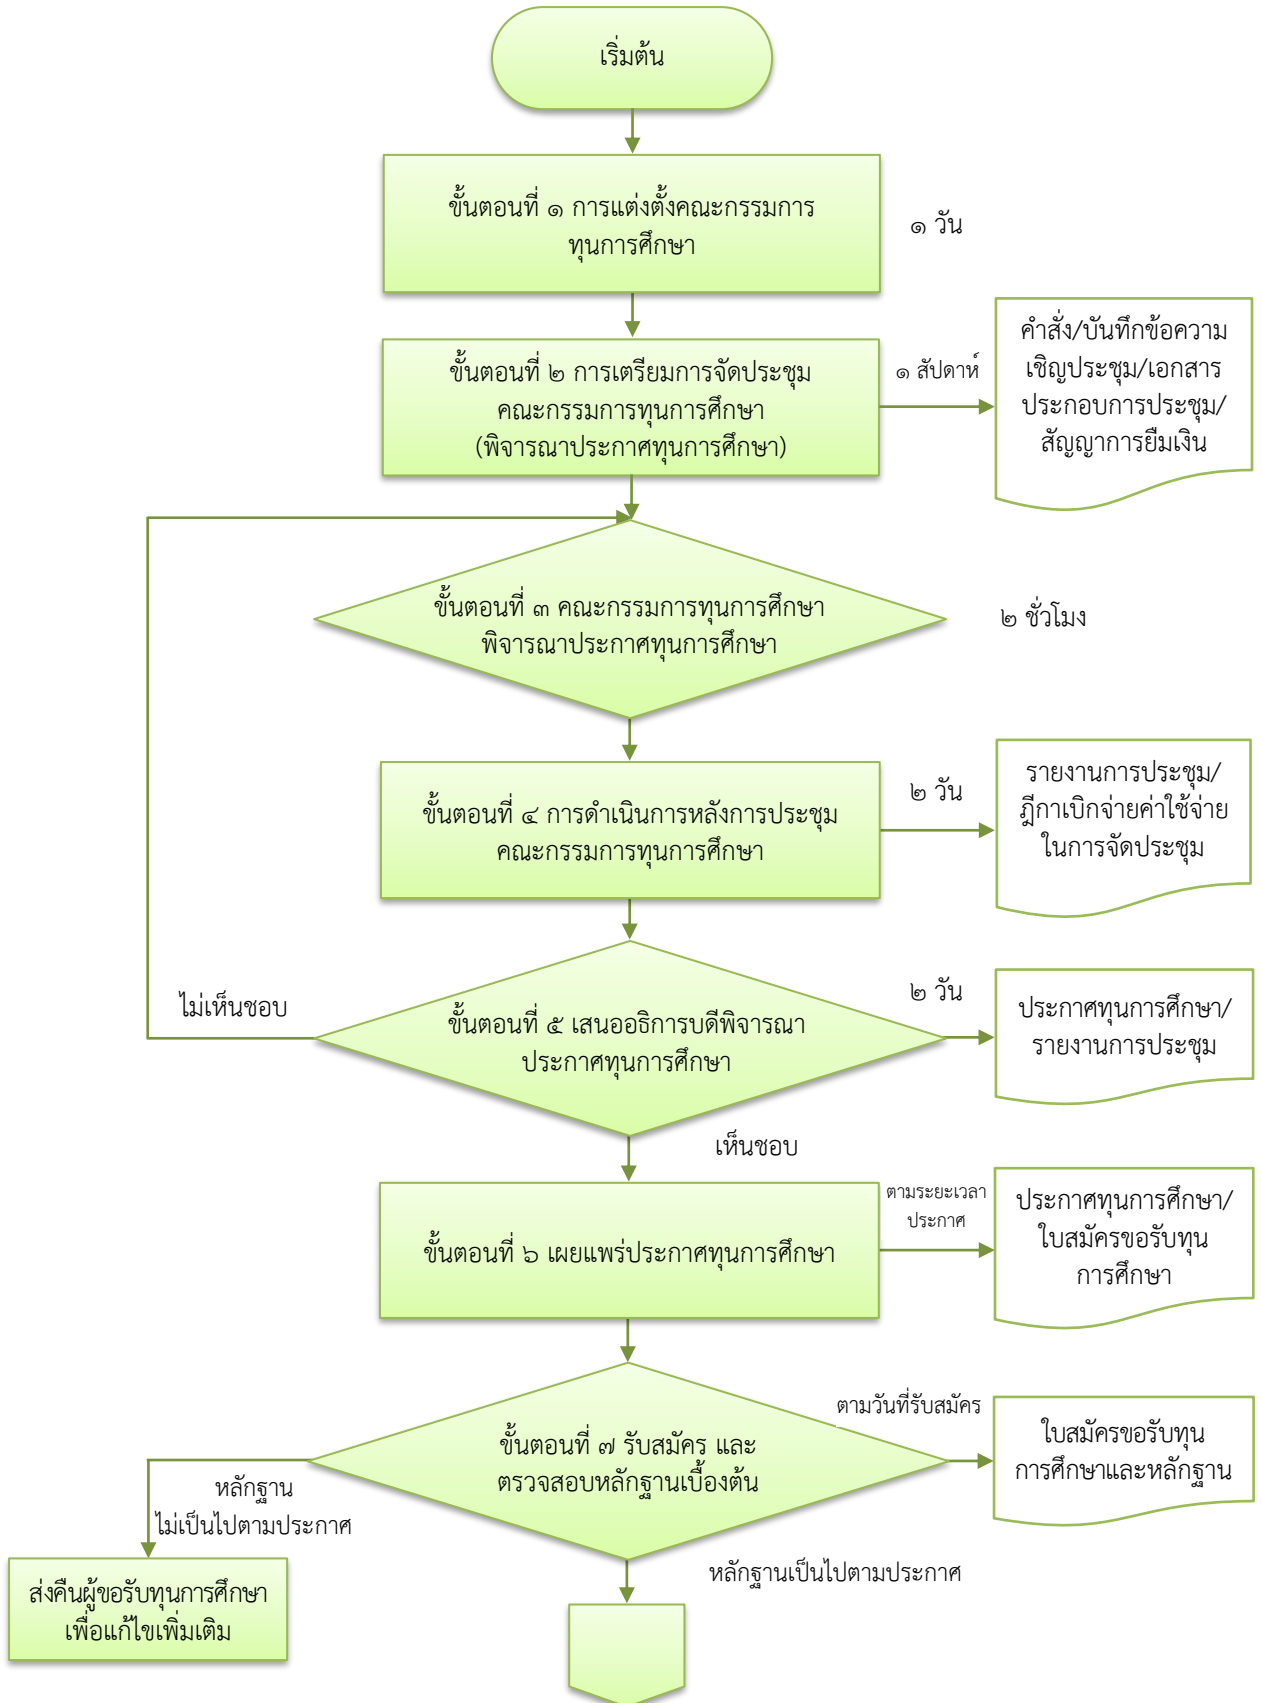 เริ่มต้น
ขั้นตอนที่ ๑ การแต่งตั้งคณะกรรมการ
ทุนการศึกษา
๑ วัน
ขั้นตอนที่ ๒ การเตรียมการจัดประชุม
คณะกรรมการทุนการศึกษา
(พิจารณาประกาศทุนการศึกษา)
๑ สัปดาห์
คำสั่ง/บันทึกข้อความ
เชิญประชุม/เอกสาร
ประกอบการประชุม/
สัญญาการยืมเงิน
ขั้นตอนที่ ๓ คณะกรรมการทุนการศึกษา
พิจารณาประกาศทุนการศึกษา
๒ ชั่วโมง
ขั้นตอนที่ ๔ การดำเนินการหลังการประชุม
คณะกรรมการทุนการศึกษา
๒ วัน
รายงานการประชุม/
ฎีกาเบิกจ่ายค่าใช้จ่าย
ในการจัดประชุม
ไม่เห็นชอบ
ขั้นตอนที่ ๕ เสนออธิการบดีพิจารณา
ประกาศทุนการศึกษา
๒ วัน
ประกาศทุนการศึกษา/
รายงานการประชุม
เห็นชอบ
ขั้นตอนที่ ๖ เผยแพร่ประกาศทุนการศึกษา
ตามระยะเวลา
ประกาศ
ประกาศทุนการศึกษา/
ใบสมัครขอรับทุน
การศึกษา
ขั้นตอนที่ ๗ รับสมัคร และ
ตรวจสอบหลักฐานเบื้องต้น
ตามวันที่รับสมัคร
ใบสมัครขอรับทุน
การศึกษาและหลักฐาน
หลักฐาน
ไม่เป็นไปตามประกาศ
หลักฐานเป็นไปตามประกาศ
ส่งคืนผู้ขอรับทุนการศึกษา
เพื่อแก้ไขเพิ่มเติม